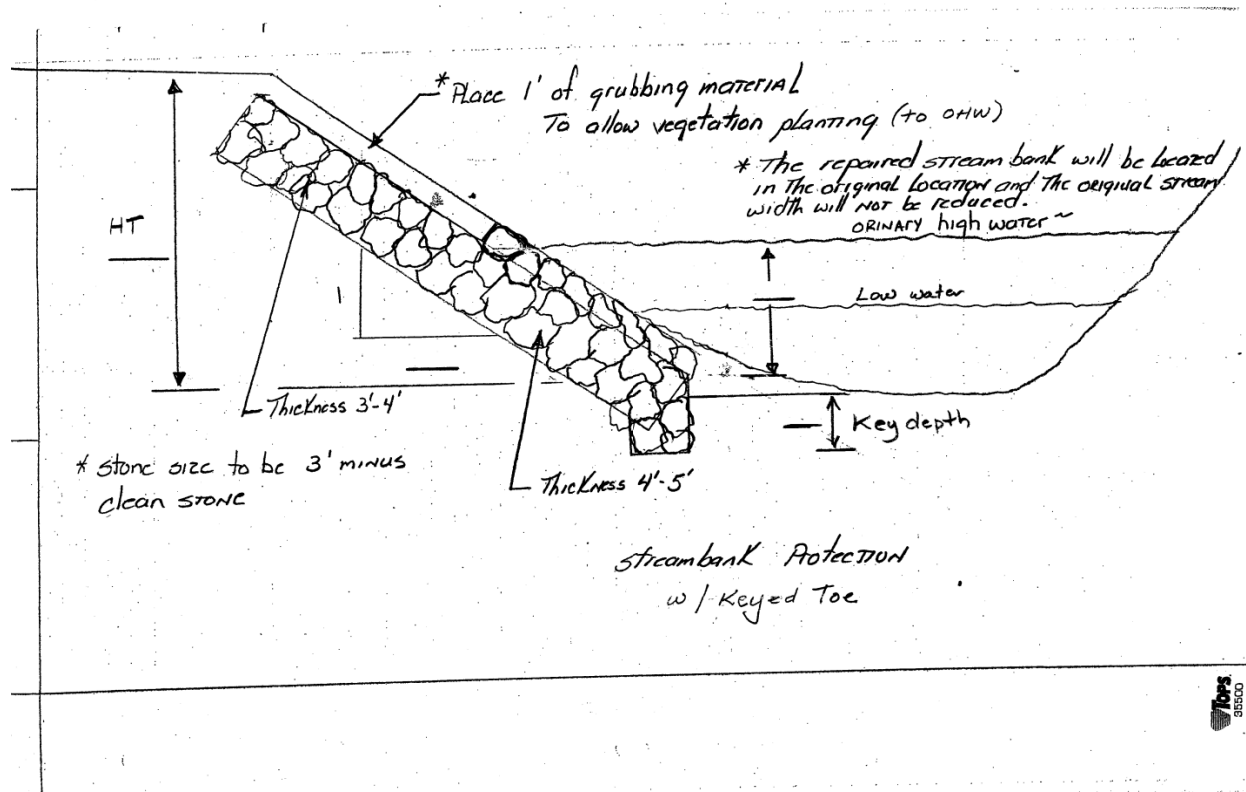 * Place 1' of grubbing material
To allow vegetation planting (to OHW)
* The repaired stream bank will be located
in the original location and the original stream
width will NOT be reduced.
ORINARY high water ~
HT
Low water
1
Thickness 3'-4'
Key depth
* Stone size to be 3' minus
clean stone
Thickness 4'-5'
Streambank Protection
w/ Keyed Toe
TOPS
35500